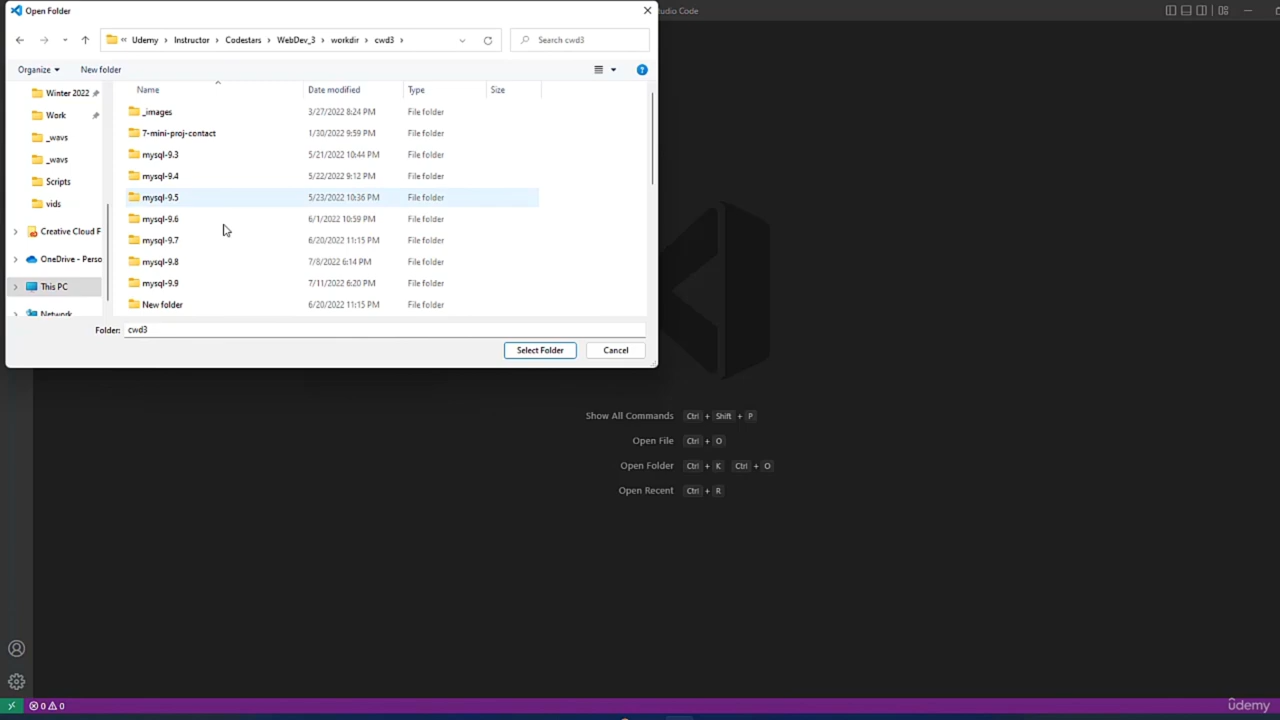 Open Folder
udio Code
« Udemy › Instructor › Codestars › WebDev_3 › workdir › cwd3 ›
Search cwd3
Organize
New folder
Name
Date modified
Type
Size
Winter 2022
Work
_wavs
_wavs
Scripts
vids
Creative Cloud F
OneDrive - Perso
This PC
Network
_images 3/27/2022 8:24 PM File folder
7-mini-proj-contact 1/30/2022 9:59 PM File folder
mysql-9.3 5/21/2022 10:44 PM File folder
mysql-9.4 5/22/2022 9:12 PM File folder
mysql-9.5 5/23/2022 10:36 PM File folder
mysql-9.6 6/1/2022 10:59 PM File folder
mysql-9.7 6/20/2022 11:15 PM File folder
mysql-9.8 7/8/2022 6:14 PM File folder
mysql-9.9 7/11/2022 6:20 PM File folder
New folder 6/20/2022 11:15 PM File folder
Folder: cwd3
Select Folder
Cancel
Show All Commands Ctrl + Shift + P
Open File Ctrl + O
Open Folder Ctrl + K Ctrl + O
Open Recent Ctrl + R
0 0
ûdemy